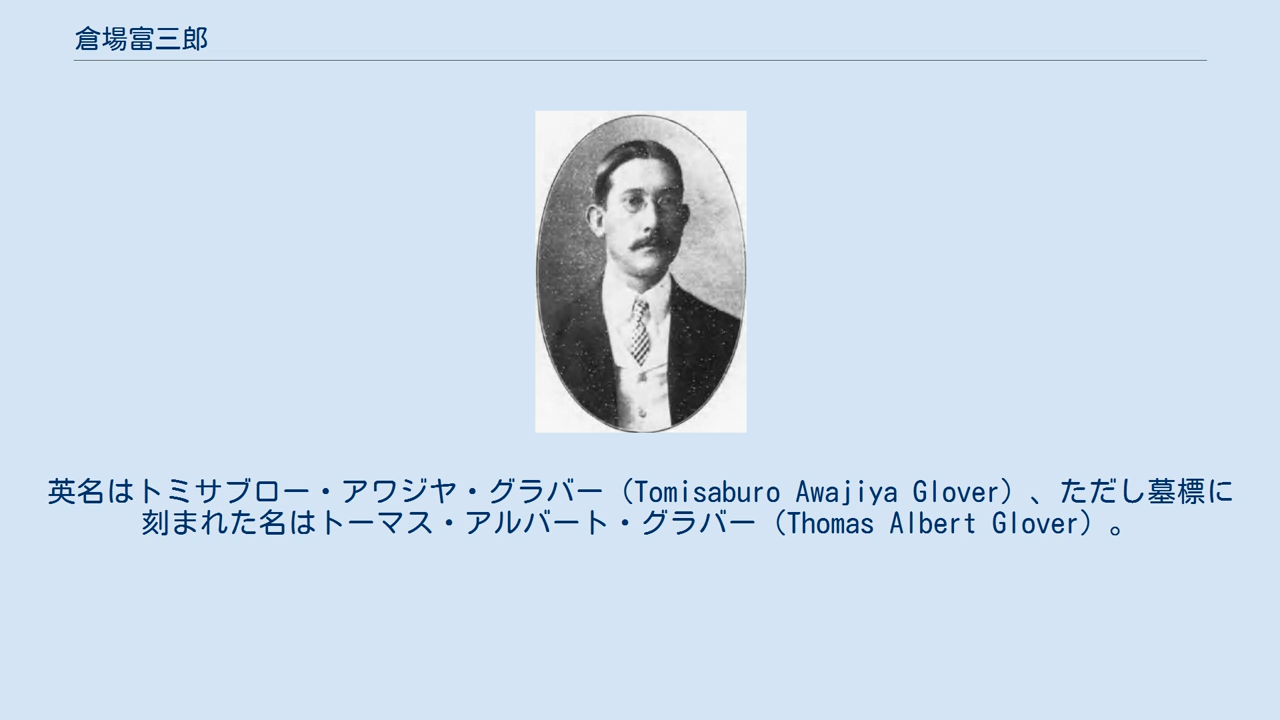 倉場富三郎
英名はトミサブロー・アワジヤ・グラバー（Tomisaburo Awajiya Glover）、ただし墓標に
刻まれた名はトーマス・アルバート・グラバー（Thomas Albert Glover）。